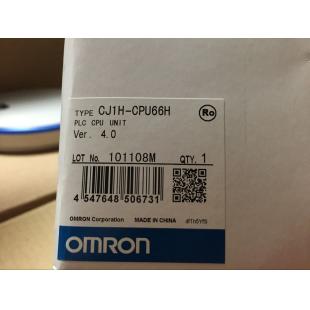 TYPE CJ1H-CPU66H
Ro
PLC CPU UNIT
Ver. 4.0
LOT No. 101108M QTY. 1
4 547648 506731
OMRON Corporation MADE IN CHINA
OMRON